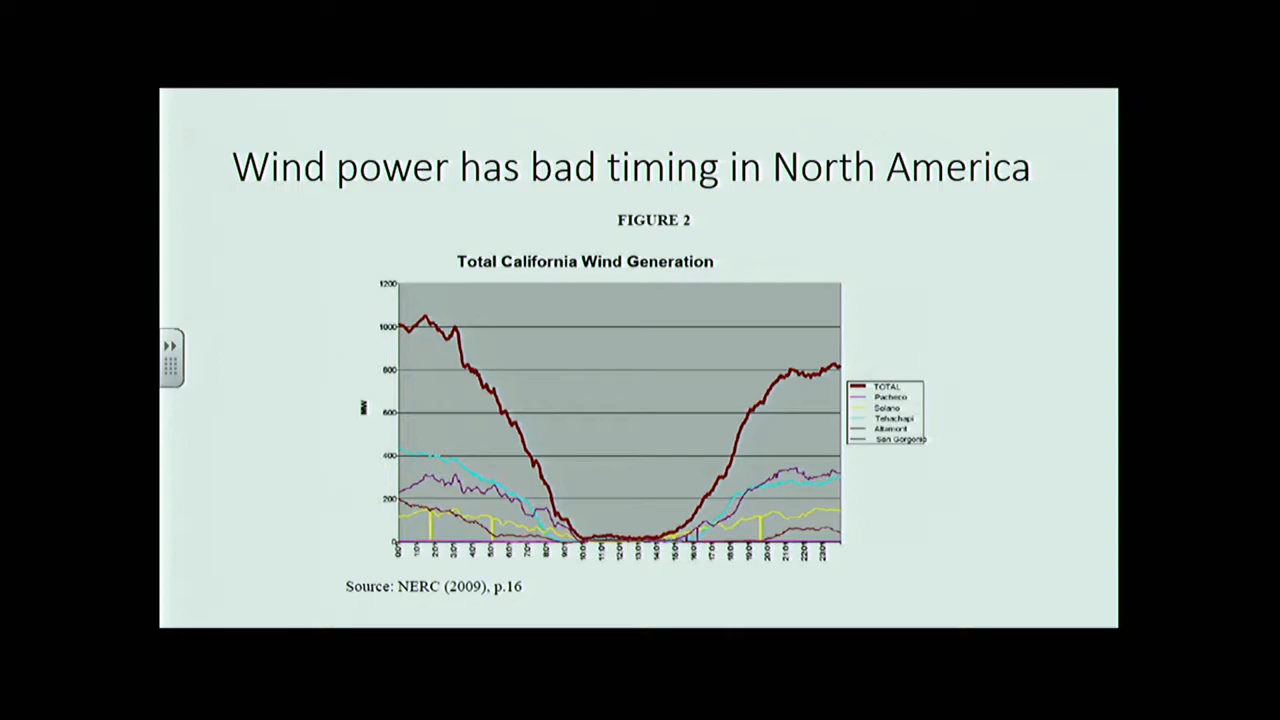 Wind power has bad timing in North America
FIGURE 2
Total California Wind Generation
1200
1000
800
600
400
200
0
MW
TOTAL
Pacheco
Solano
Tehachapi
Altamont
San Gorgonio
Source: NERC (2009), p.16